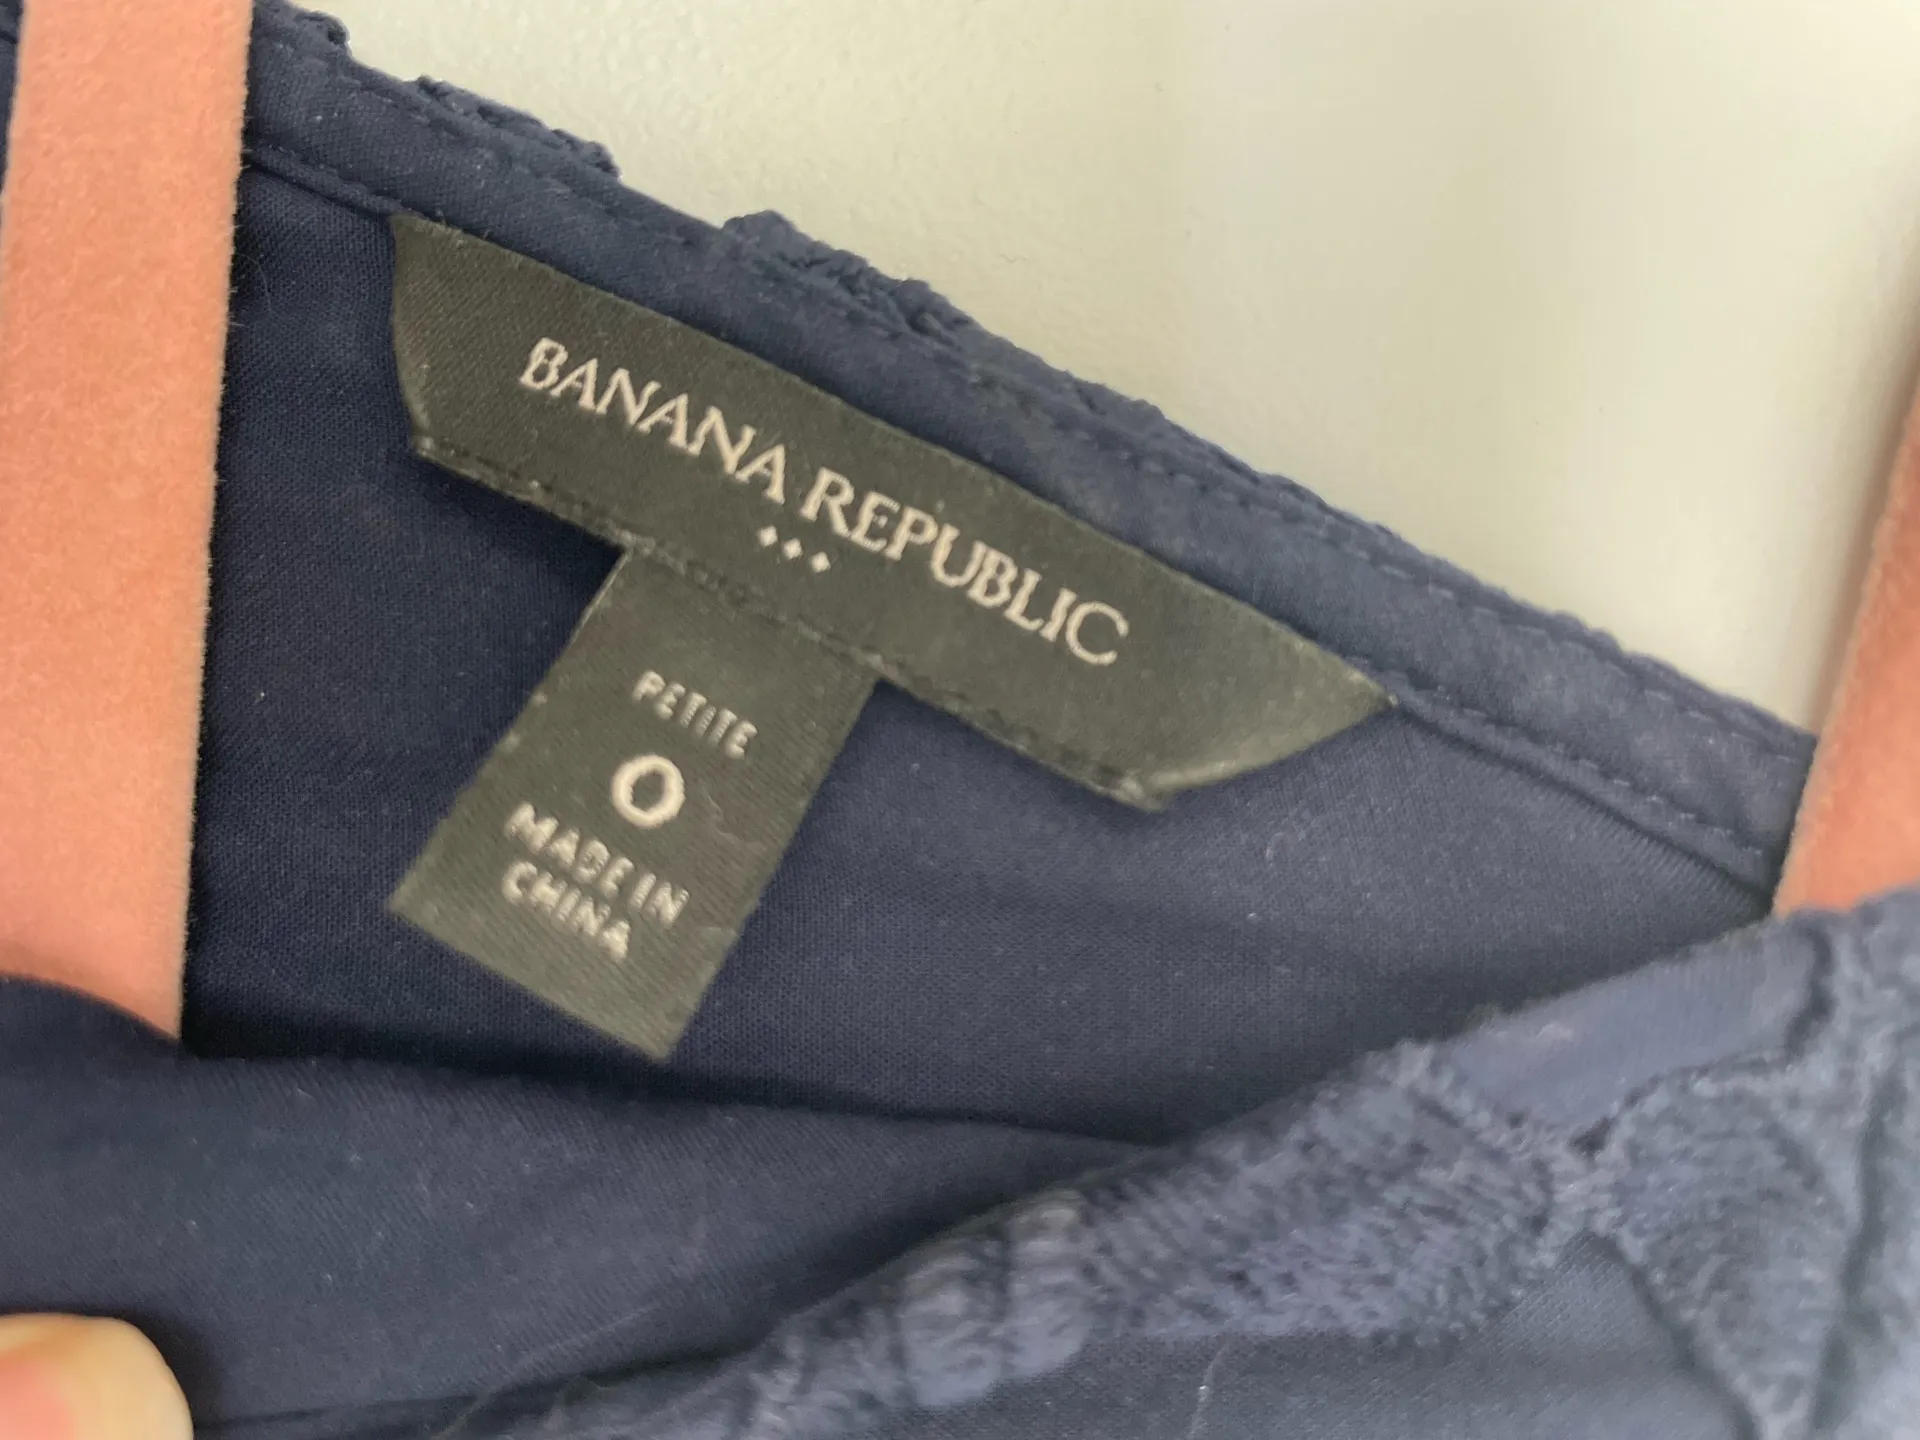 BANANA REPUBLIC
PETITE
0
MADE IN
CHINA